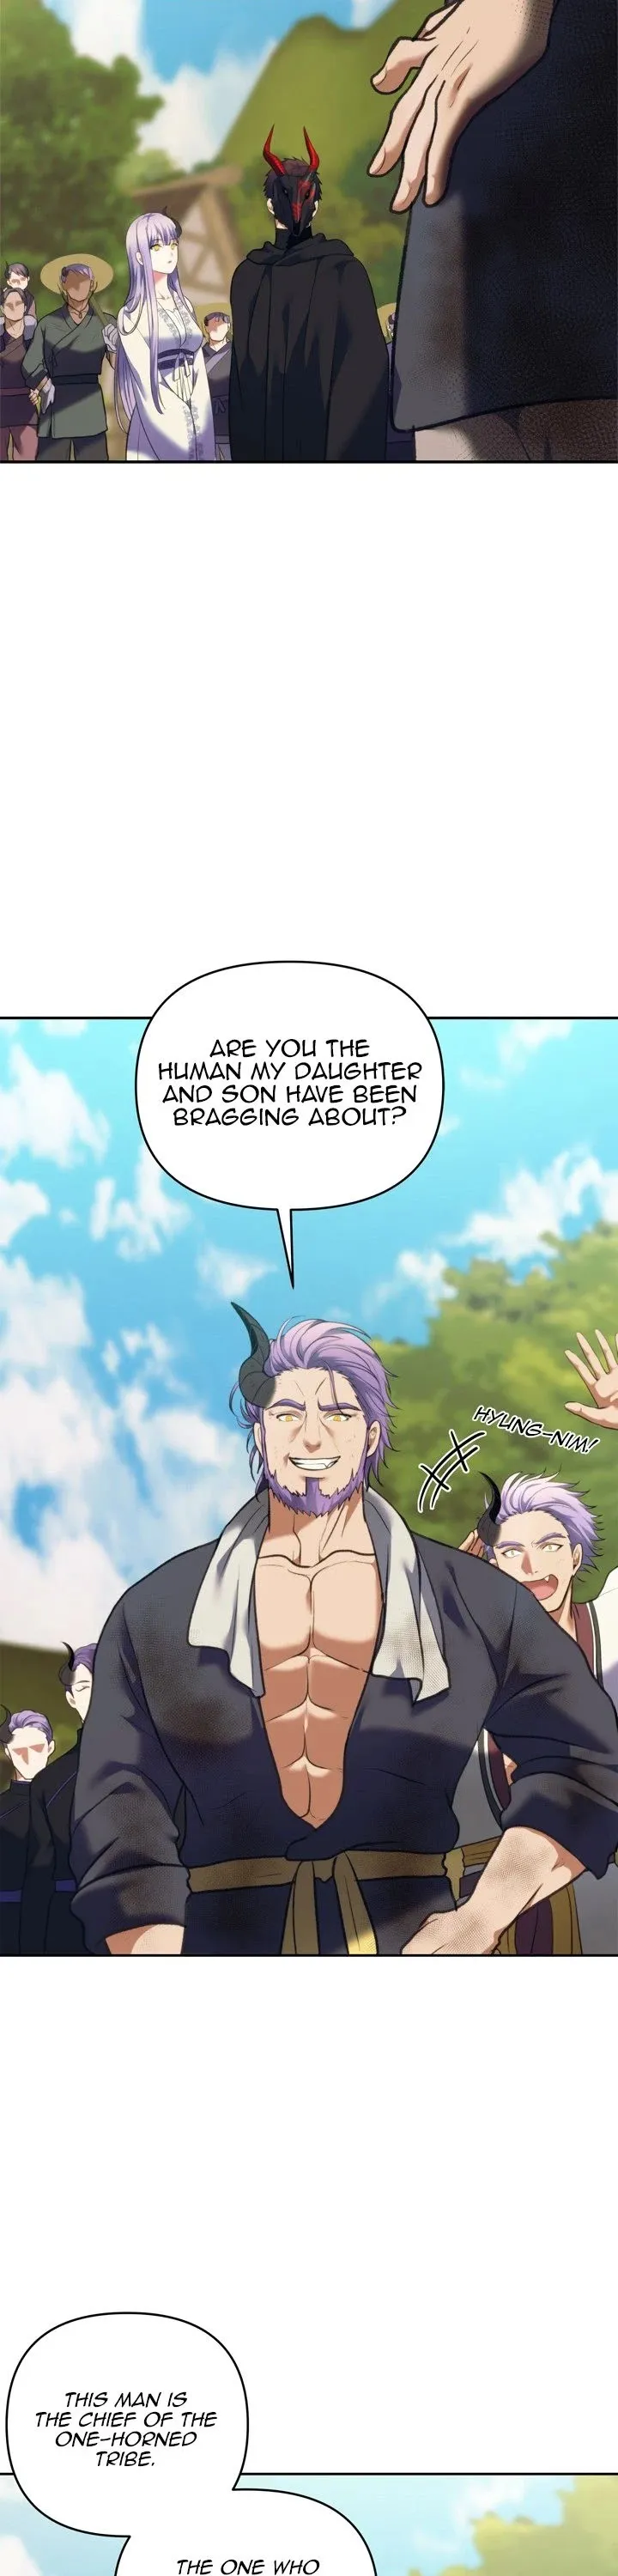 ARE YOU THE
HUMAN MY DAUGHTER
AND SON HAVE BEEN
BRAGGING ABOUT?
HYUNG-NIM!
THIS MAN IS
THE CHIEF OF THE
ONE-HORNED
TRIBE.
THE ONE WHO